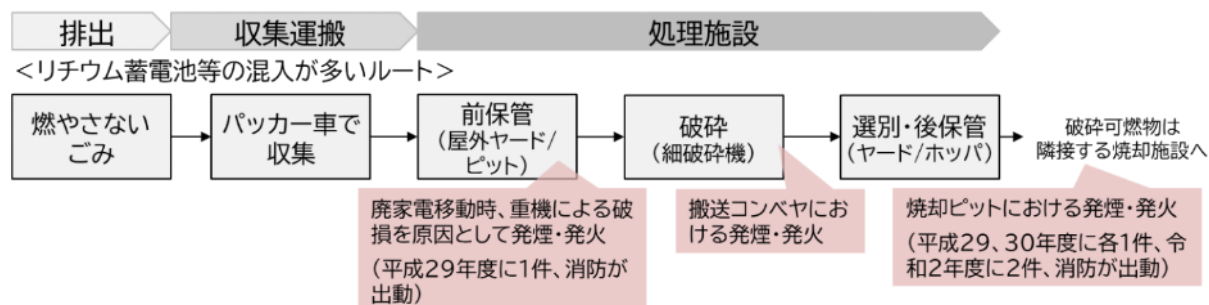 排出
収集運搬
処理施設
＜リチウム蓄電池等の混入が多いルート＞
燃やさない
ごみ
パッカー車で
収集
前保管
（屋外ヤード/
ピット）
破砕
（細破砕機）
選別・後保管
（ヤード/ホッパ）
破砕可燃物は
隣接する焼却施設へ
廃家電移動時、重機による破
損を原因として発煙・発火
（平成29年度に1件、消防が
出動）
搬送コンベヤにお
ける発煙・発火
焼却ピットにおける発煙・発火
（平成29、30年度に各1件、令
和2年度に2件、消防が出動）